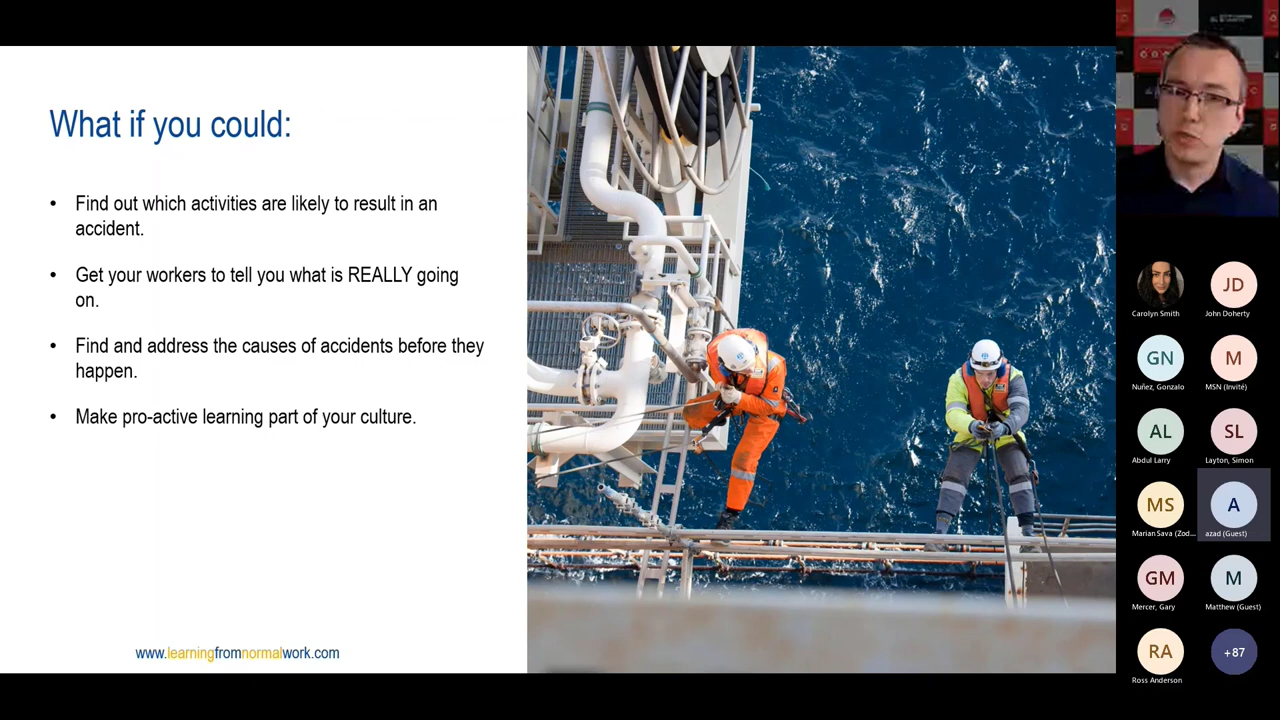 What if you could:
• Find out which activities are likely to result in an
accident.
• Get your workers to tell you what is REALLY going
on.
• Find and address the causes of accidents before they
happen.
• Make pro-active learning part of your culture.
www.learningfromnormalwork.com
Carolyn Smith
JD
John Doherty
GN
Nuñez, Gonzalo
M
MSN (Invité)
AL
Abdul Larry
SL
Layton, Simon
MS
Marian Sava (Zod...
A
azad (Guest)
GM
Mercer, Gary
M
Matthew (Guest)
RA
Ross Anderson
+87